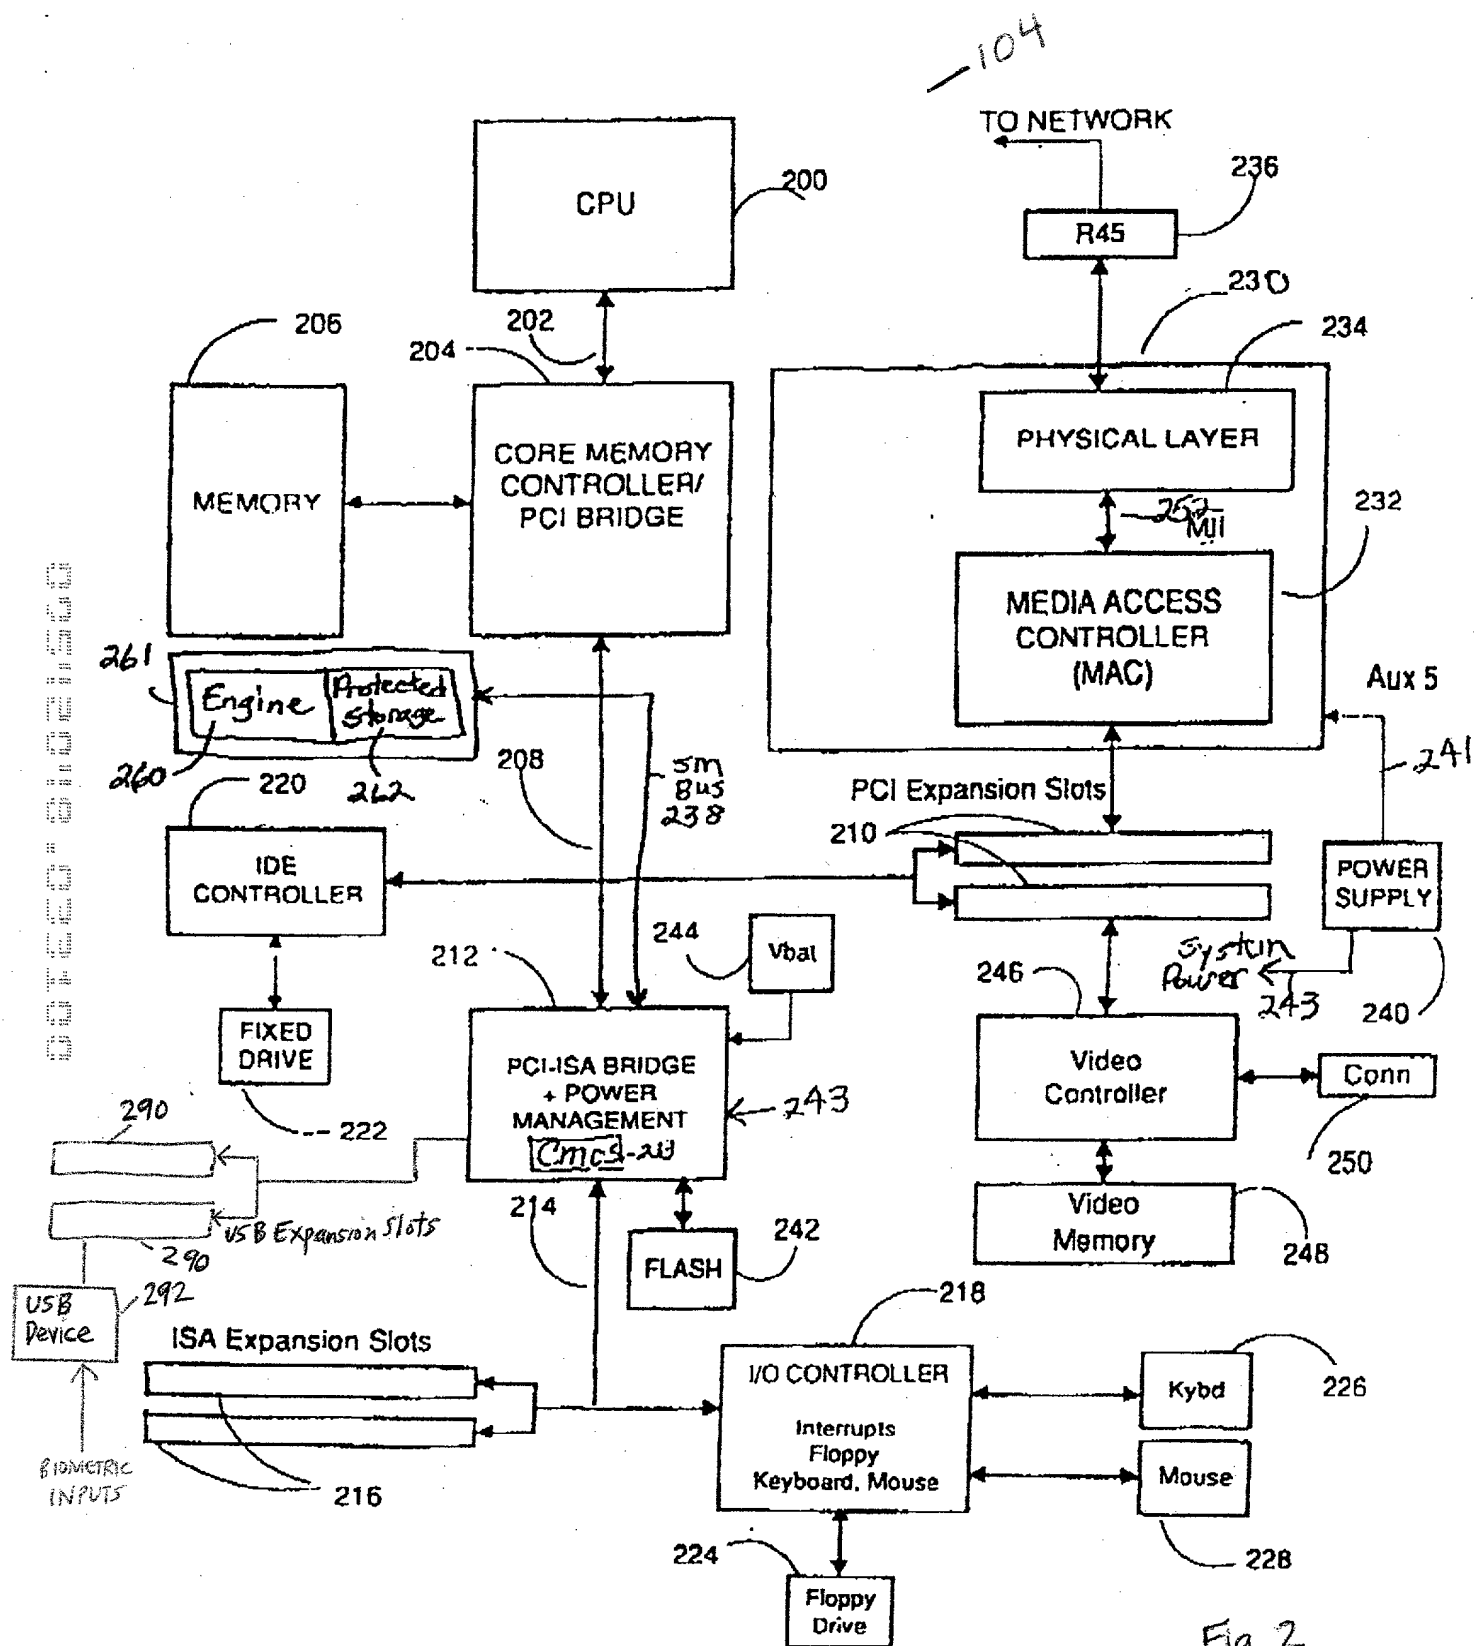 104
TO NETWORK
CPU
200
236
R45
230
206
202
204
234
MEMORY
CORE MEMORY
CONTROLLER/
PCI BRIDGE
PHYSICAL LAYER
252
MII
232
MEDIA ACCESS
CONTROLLER
(MAC)
261
Engine
Protected
Storage
260
262
Aux 5
241
220
208
SM
Bus
238
PCI Expansion Slots
210
IDE
CONTROLLER
POWER
SUPPLY
212
244
Vbat
246
System
Power
243
240
FIXED
DRIVE
222
PCI-ISA BRIDGE
+ POWER
MANAGEMENT
Cmos-213
243
Video
Controller
Conn
250
290
USB Expansion Slots
290
214
FLASH
242
Video
Memory
248
USB
Device
292
ISA Expansion Slots
216
BIOMETRIC
INPUTS
218
I/O CONTROLLER
Interrupts
Floppy
Keyboard, Mouse
Kybd
226
Mouse
228
224
Floppy
Drive
Fig 2